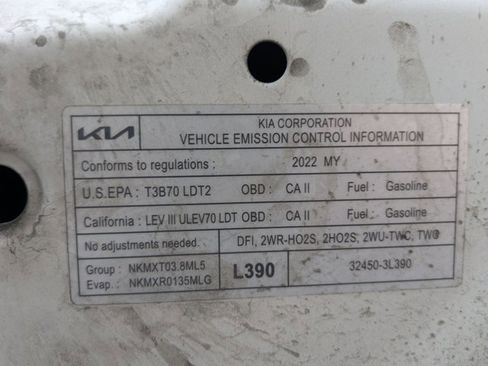 KIA
KIA CORPORATION
VEHICLE EMISSION CONTROL INFORMATION
Conforms to regulations : 2022 MY
U.S.EPA : T3B70 LDT2 OBD : CA II Fuel : Gasoline
California : LEV III ULEV70 LDT OBD : CA II Fuel : Gasoline
No adjustments needed. DFI, 2WR-HO2S, 2HO2S, 2WU-TWC, TWC
Group : NKMXT03.8ML5
Evap. : NKMXR0135MLG
L390
32450-3L390